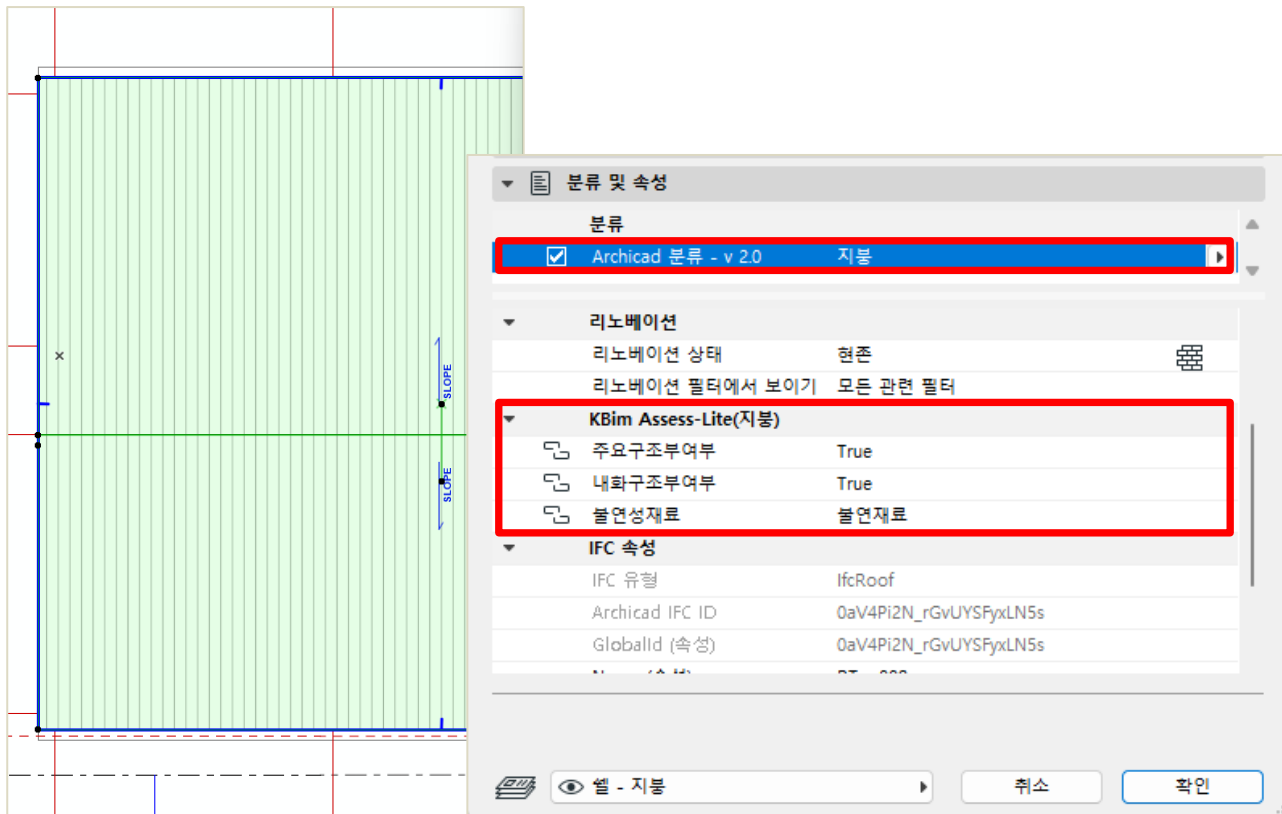 SLOPE
SLOPE
분류 및 속성
분류
Archicad 분류 - v 2.0 지붕
리노베이션
리노베이션 상태 현존
리노베이션 필터에서 보이기 모든 관련 필터
KBim Assess-Lite(지붕)
주요구조부여부 True
내화구조부여부 True
불연성재료 불연재료
IFC 속성
IFC 유형 IfcRoof
Archicad IFC ID 0aV4Pi2N_rGvUYSFyxLN5s
GlobalId (속성) 0aV4Pi2N_rGvUYSFyxLN5s
쉘 - 지붕
취소
확인